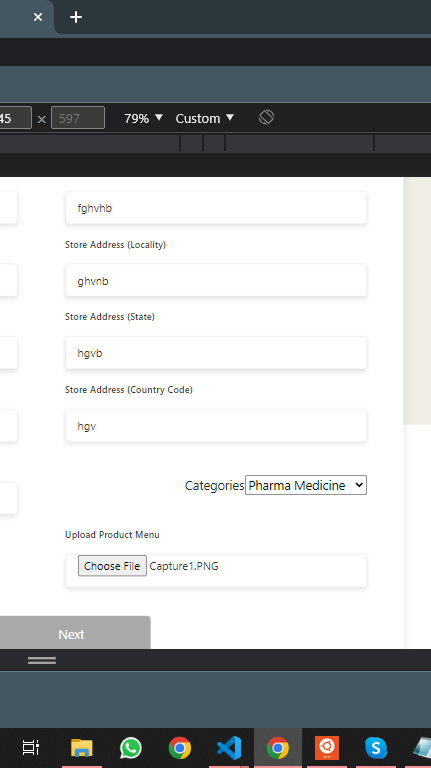 45 × 597 79% Custom
fghvhb
Store Address (Locality)
ghvnb
Store Address (State)
hgvb
Store Address (Country Code)
hgv
Categories Pharma Medicine
Upload Product Menu
Choose File Capture1.PNG
Next